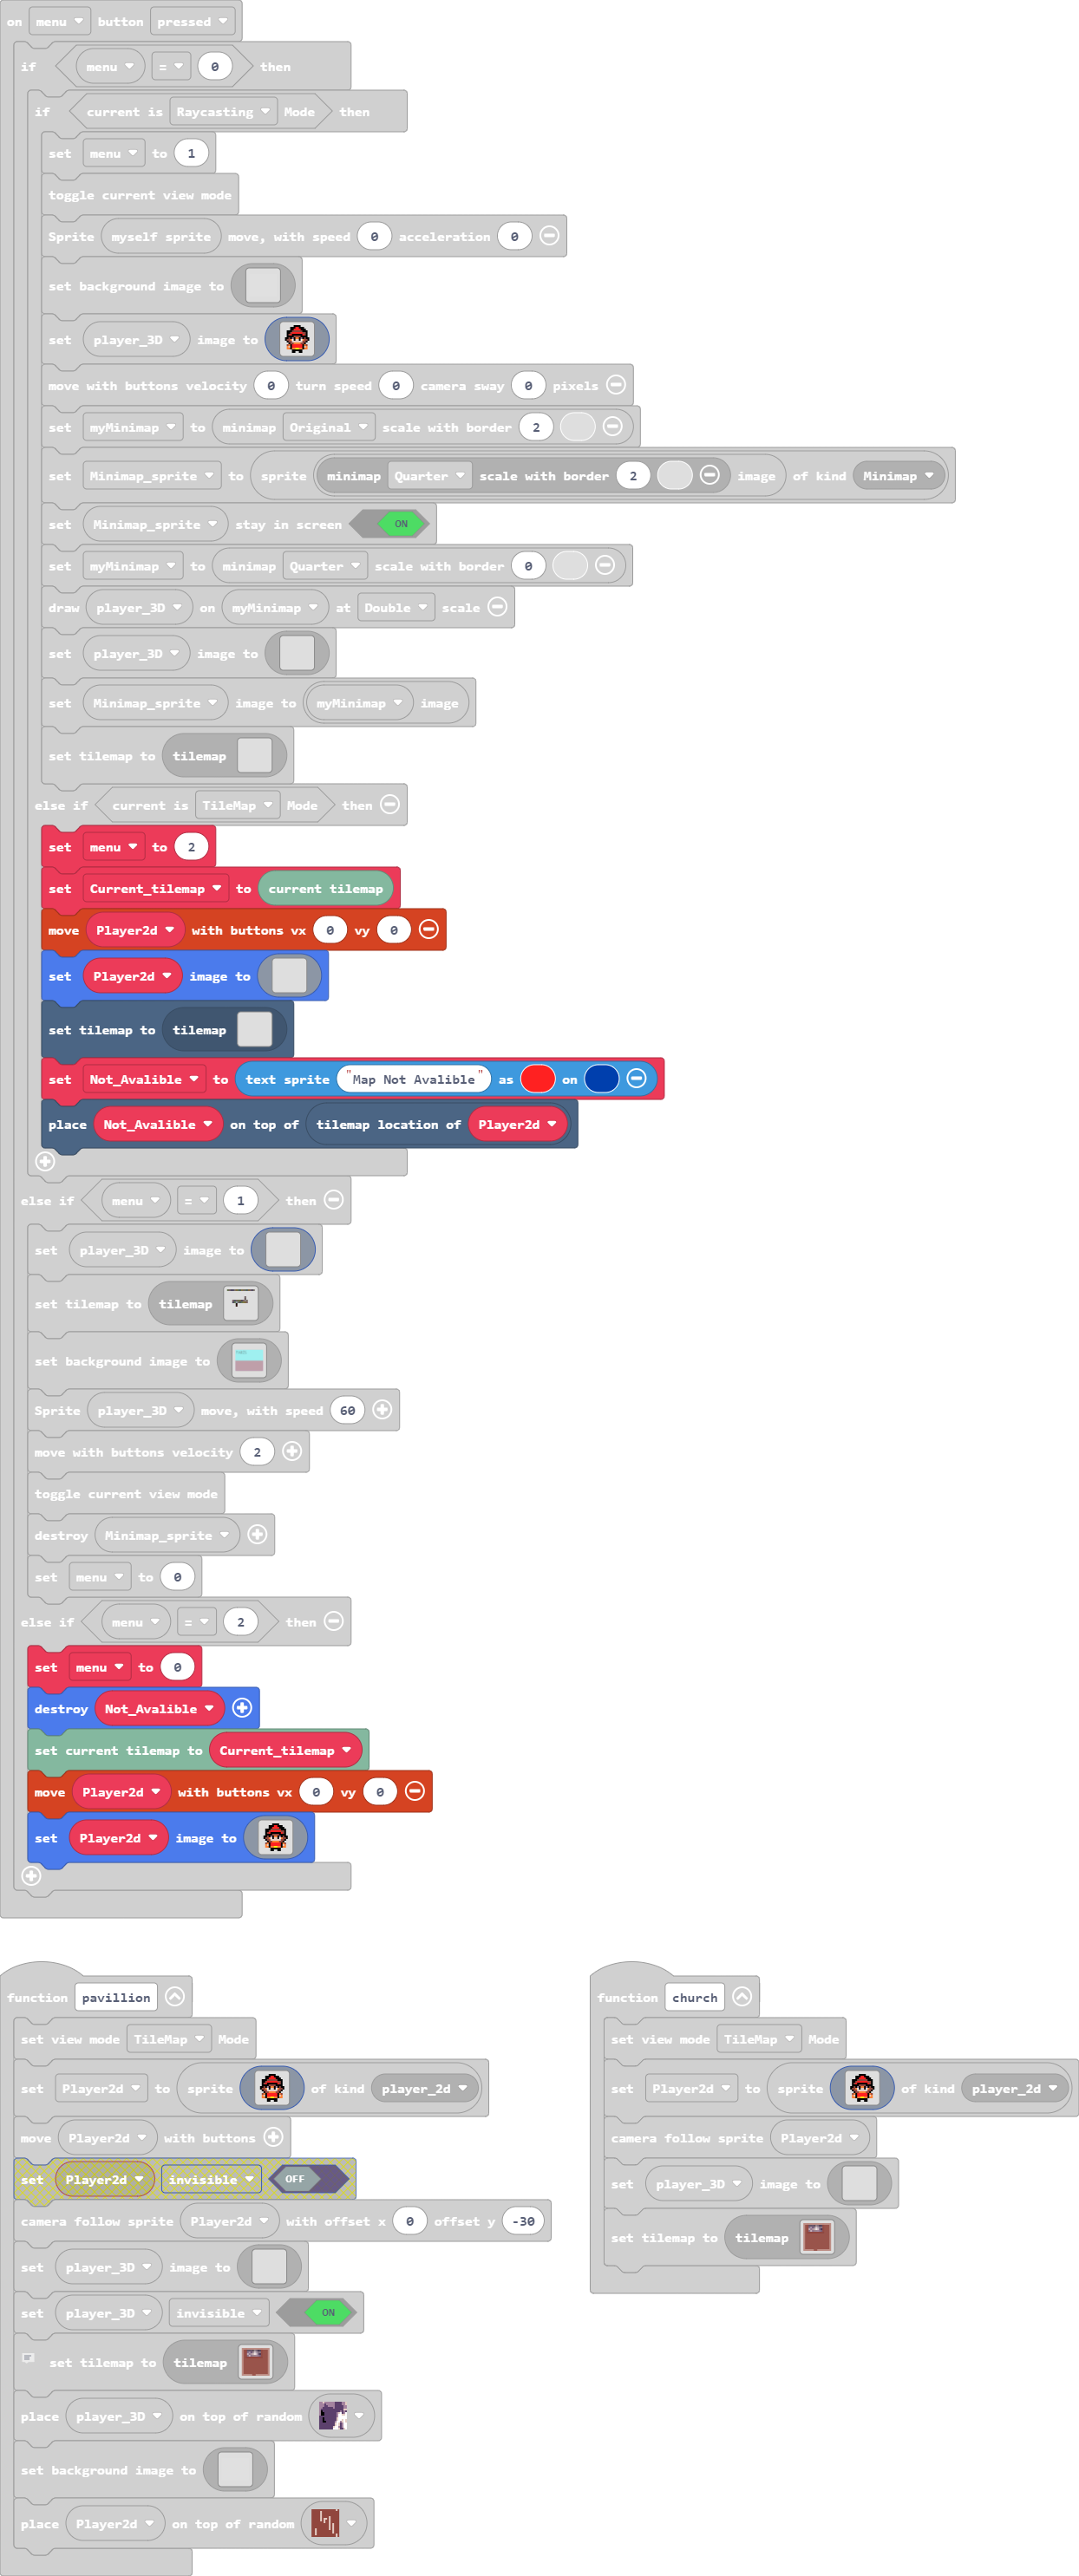 on menu button pressed
if menu = 0 then
if current is Raycasting Mode then
set menu to 1
toggle current view mode
Sprite myself sprite move, with speed 0 acceleration 0
set background image to
set player_3D image to
move with buttons velocity 0 turn speed 0 camera sway 0 pixels
set myMinimap to minimap Original scale with border 2
set Minimap_sprite to sprite minimap Quarter scale with border 2 image of kind Minimap
set Minimap_sprite stay in screen ON
set myMinimap to minimap Quarter scale with border 0
draw player_3D on myMinimap at Double scale
set player_3D image to
set Minimap_sprite image to myMinimap image
set tilemap to tilemap
else if current is TileMap Mode then
set menu to 2
set Current_tilemap to current tilemap
move Player2d with buttons vx 0 vy 0
set Player2d image to
set tilemap to tilemap
set Not_Avalible to text sprite "Map Not Avalible" as on
place Not_Avalible on top of tilemap location of Player2d
else if menu = 1 then
set player_3D image to
set tilemap to tilemap
set background image to
Sprite player_3D move, with speed 60
move with buttons velocity 2
toggle current view mode
destroy Minimap_sprite
set menu to 0
else if menu = 2 then
set menu to 0
destroy Not_Avalible
set current tilemap to Current_tilemap
move Player2d with buttons vx 0 vy 0
set Player2d image to
function pavillion
set view mode TileMap Mode
set Player2d to sprite of kind player_2d
move Player2d with buttons
set Player2d invisible OFF
camera follow sprite Player2d with offset x 0 offset y -30
set player_3D image to
set player_3D invisible ON
set tilemap to tilemap
place player_3D on top of random
set background image to
place Player2d on top of random
function church
set view mode TileMap Mode
set Player2d to sprite of kind player_2d
camera follow sprite Player2d
set player_3D image to
set tilemap to tilemap